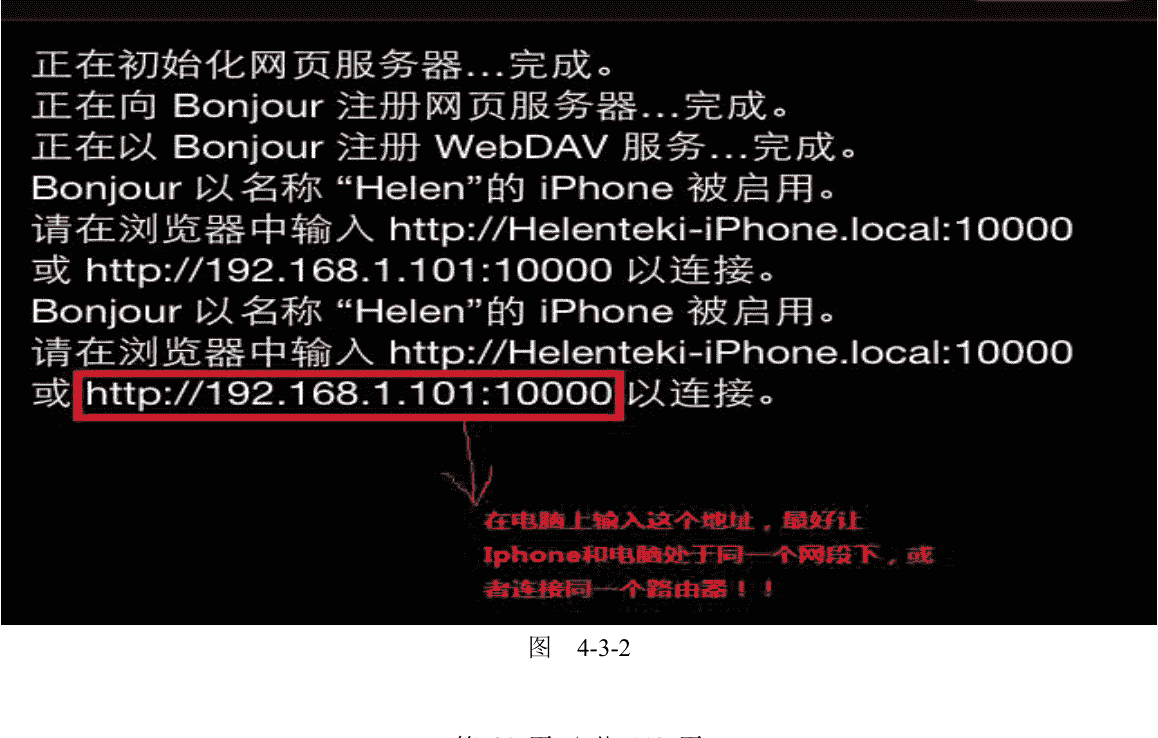 正在初始化网页服务器...完成。
正在向 Bonjour 注册网页服务器...完成。
正在以 Bonjour 注册 WebDAV 服务...完成。
Bonjour 以名称 “Helen”的 iPhone 被启用。
请在浏览器中输入 http://Helenteki-iPhone.local:10000
或 http://192.168.1.101:10000 以连接。
Bonjour 以名称 “Helen”的 iPhone 被启用。
请在浏览器中输入 http://Helenteki-iPhone.local:10000
或 http://192.168.1.101:10000 以连接。
在电脑上输入这个地址，最好让
Iphone和电脑处于同一个网段下，或
者连接同一个路由器！！
图 4-3-2